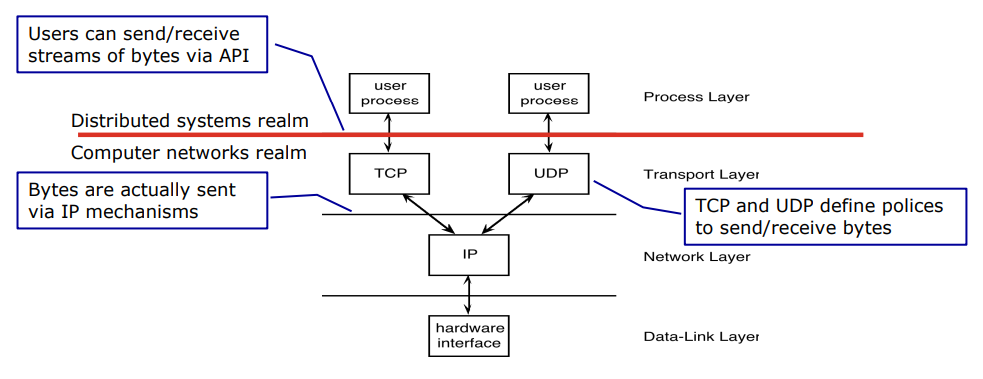 Users can send/receive
streams of bytes via API
user
process
user
process
Process Layer
Distributed systems realm
Computer networks realm
TCP
UDP
Transport Layer
Bytes are actually sent
via IP mechanisms
TCP and UDP define polices
to send/receive bytes
IP
Network Layer
hardware
interface
Data-Link Layer